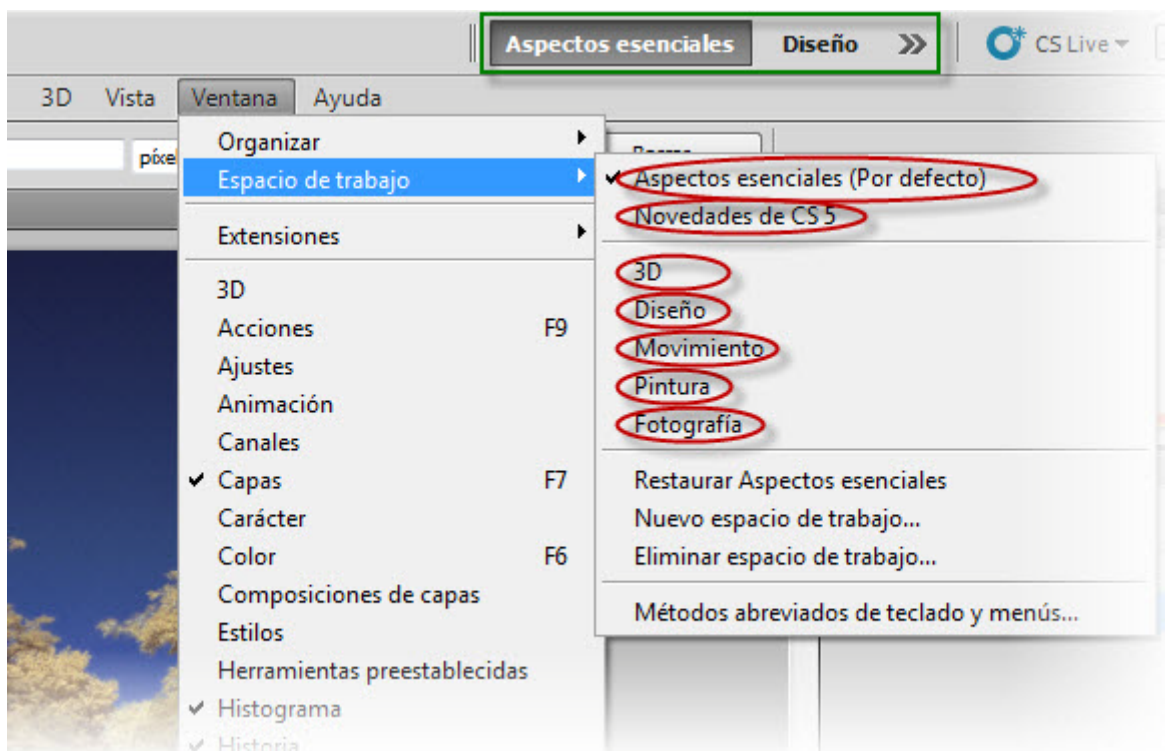 Aspectos esenciales Diseño CS Live
3D Vista Ventana Ayuda
Organizar
Espacio de trabajo
Extensiones
3D
Acciones F9
Ajustes
Animación
Canales
Capas F7
Carácter
Color F6
Composiciones de capas
Estilos
Herramientas preestablecidas
Histograma
Historia
Aspectos esenciales (Por defecto)
Novedades de CS 5
3D
Diseño
Movimiento
Pintura
Fotografía
Restaurar Aspectos esenciales
Nuevo espacio de trabajo...
Eliminar espacio de trabajo...
Métodos abreviados de teclado y menús...